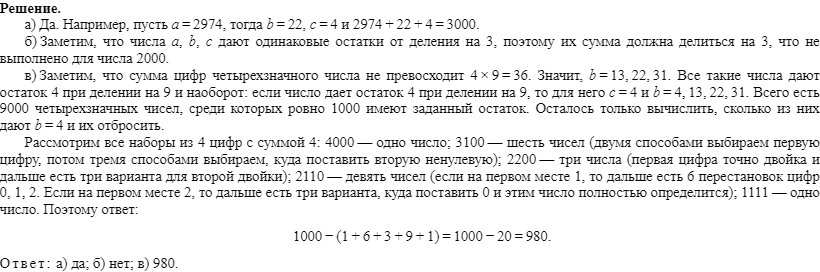 Решение.
а) Да. Например, пусть a = 2974, тогда b = 22, c = 4 и 2974 + 22 + 4 = 3000.
б) Заметим, что числа a, b, c дают одинаковые остатки от деления на 3, поэтому их сумма должна делиться на 3, что не
выполнено для числа 2000.
в) Заметим, что сумма цифр четырехзначного числа не превосходит 4 × 9 = 36. Значит, b = 13, 22, 31. Все такие числа дают
остаток 4 при делении на 9 и наоборот: если число дает остаток 4 при делении на 9, то для него c = 4 и b = 4, 13, 22, 31. Всего есть
9000 четырехзначных чисел, среди которых ровно 1000 имеют заданный остаток. Осталось только вычислить, сколько из них
дают b = 4 и их отбросить.
Рассмотрим все наборы из 4 цифр с суммой 4: 4000 — одно число; 3100 — шесть чисел (двумя способами выбираем первую
цифру, потом тремя способами выбираем, куда поставить вторую ненулевую); 2200 — три числа (первая цифра точно двойка и
дальше есть три варианта для второй двойки); 2110 — девять чисел (если на первом месте 1, то дальше есть 6 перестановок цифр
0, 1, 2. Если на первом месте 2, то дальше есть три варианта, куда поставить 0 и этим число полностью определится); 1111 — одно
число. Поэтому ответ:
1000 − (1 + 6 + 3 + 9 + 1) = 1000 − 20 = 980.
Ответ: а) да; б) нет; в) 980.